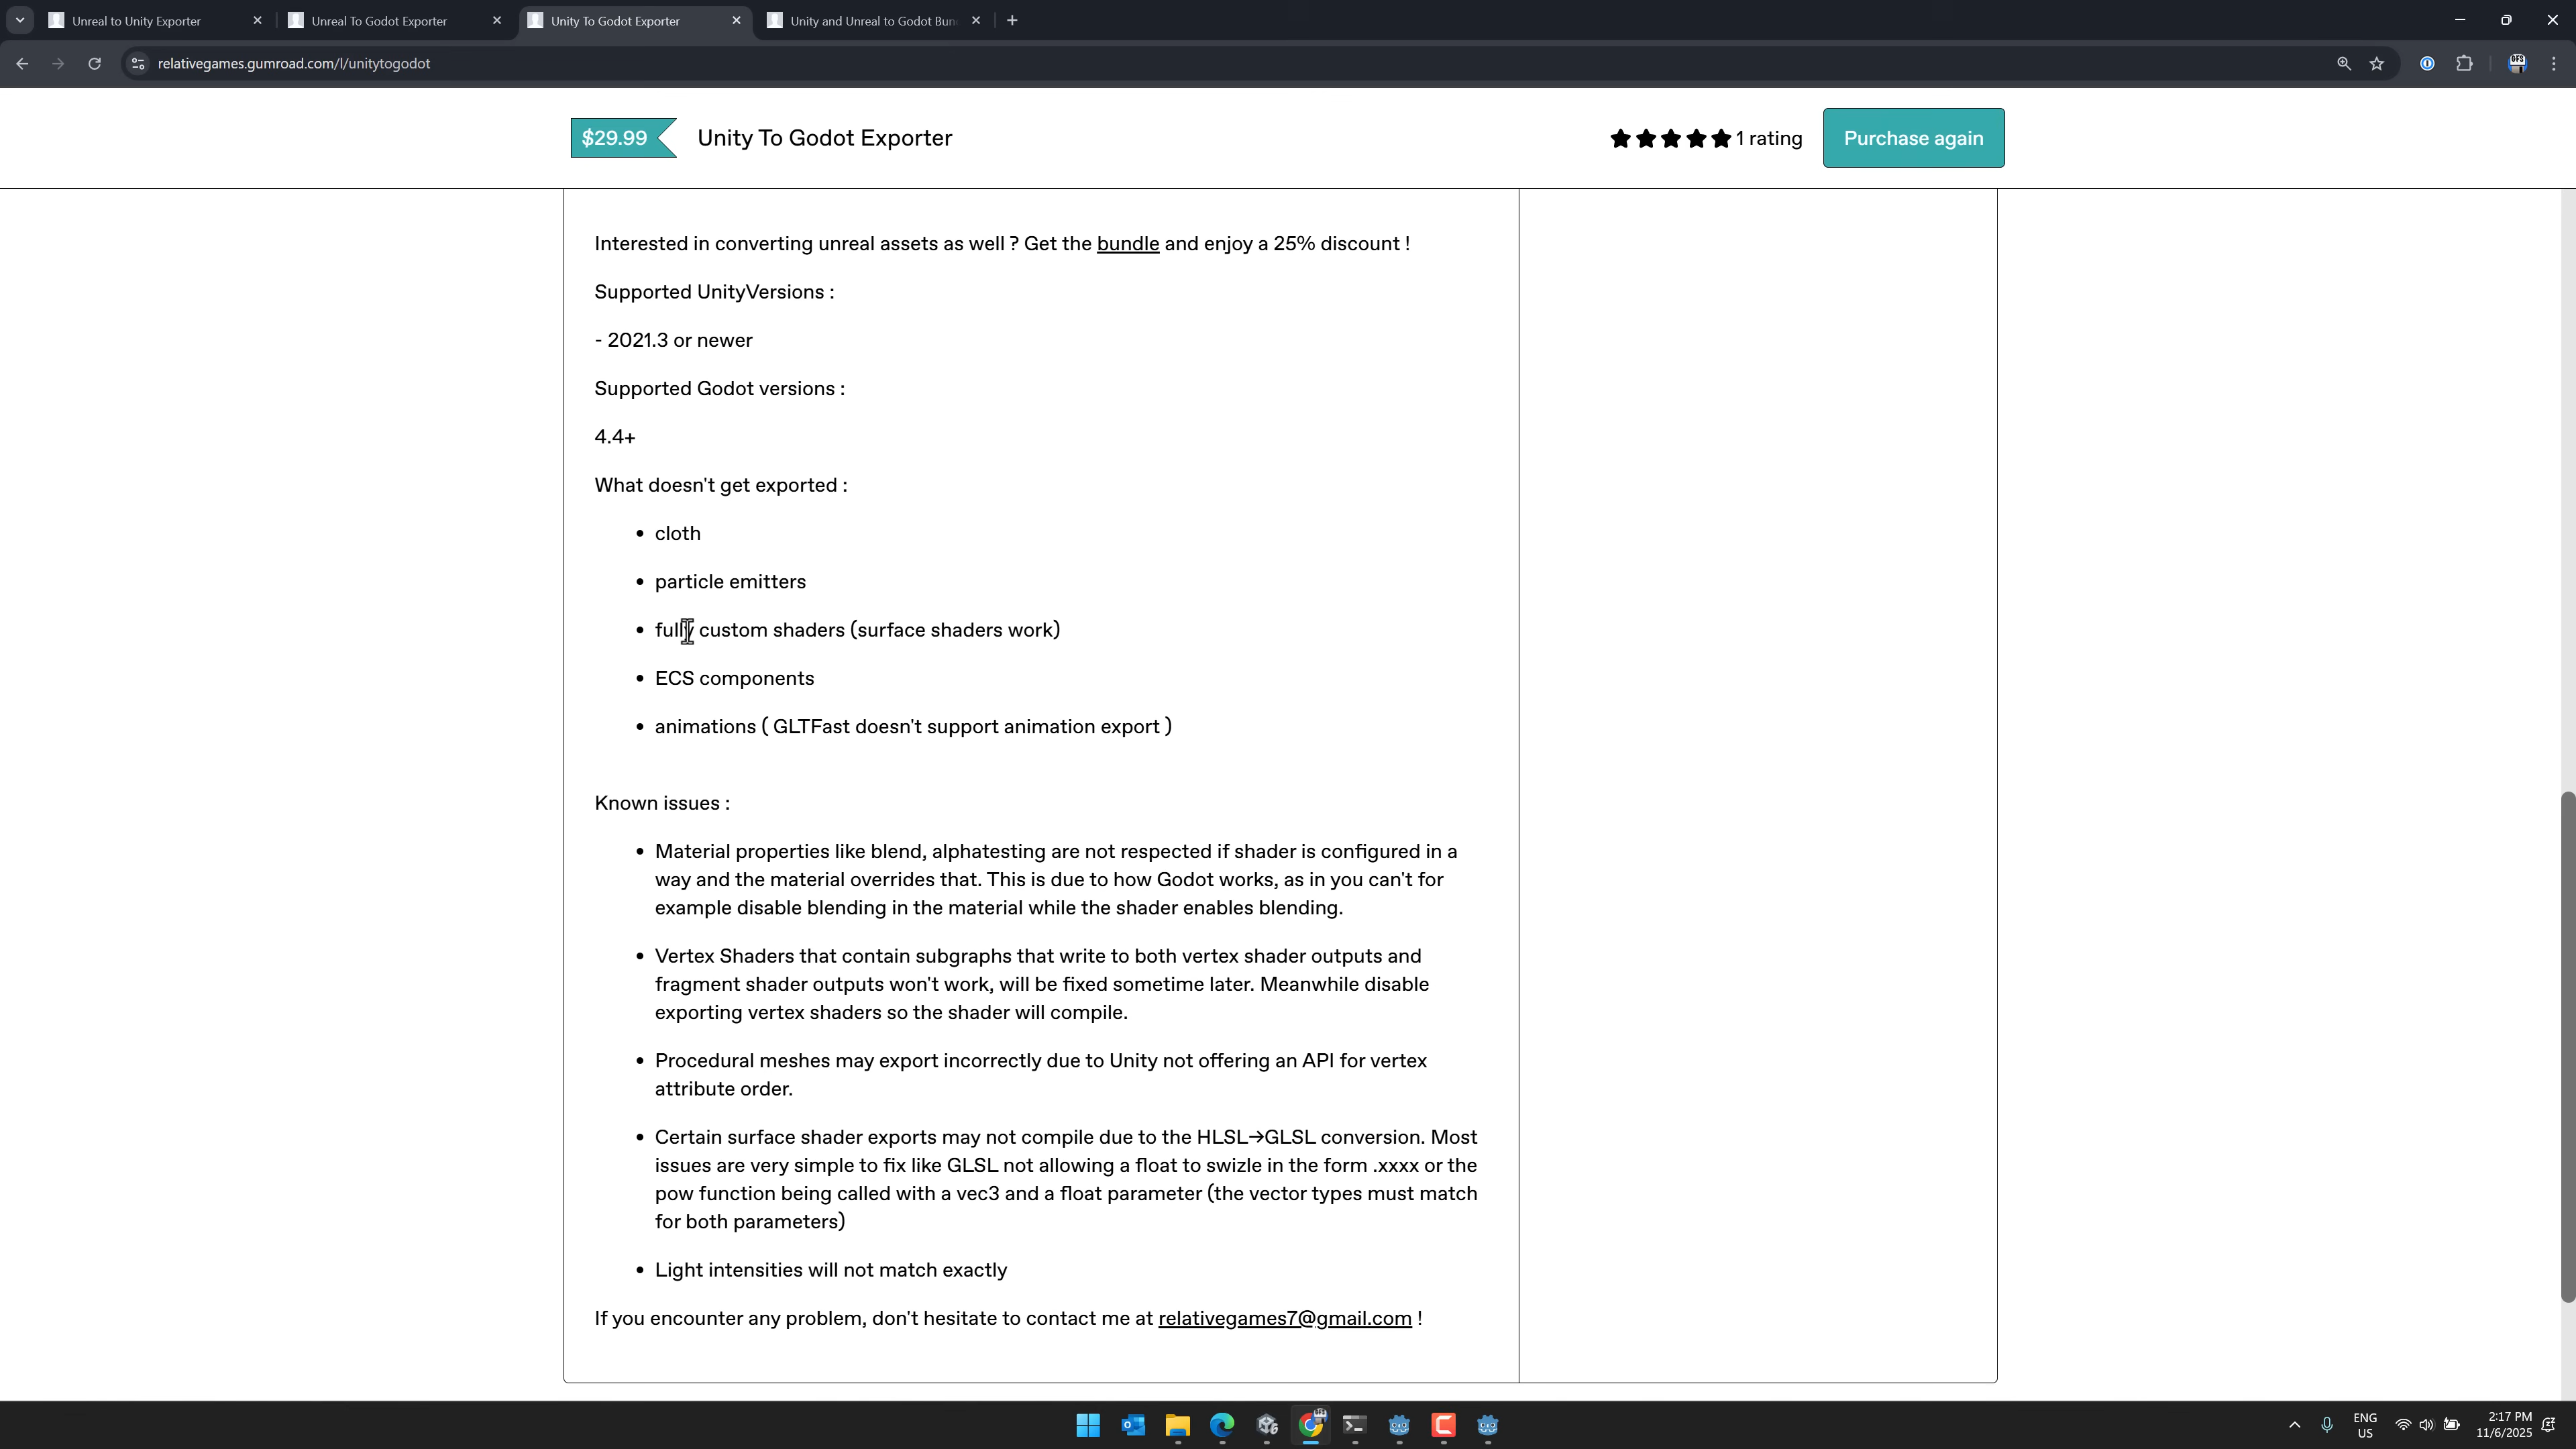 Unreal to Unity Exporter
Unreal To Godot Exporter
Unity To Godot Exporter
Unity and Unreal to Godot Bun
relativegames.gumroad.com/l/unitytogodot
$29.99
Unity To Godot Exporter
1 rating
Purchase again
Interested in converting unreal assets as well ? Get the bundle and enjoy a 25% discount !
Supported UnityVersions :
- 2021.3 or newer
Supported Godot versions :
4.4+
What doesn't get exported :
• cloth
• particle emitters
• fully custom shaders (surface shaders work)
• ECS components
• animations ( GLTFast doesn't support animation export )
Known issues :
• Material properties like blend, alphatesting are not respected if shader is configured in a
way and the material overrides that. This is due to how Godot works, as in you can't for
example disable blending in the material while the shader enables blending.
• Vertex Shaders that contain subgraphs that write to both vertex shader outputs and
fragment shader outputs won't work, will be fixed sometime later. Meanwhile disable
exporting vertex shaders so the shader will compile.
• Procedural meshes may export incorrectly due to Unity not offering an API for vertex
attribute order.
• Certain surface shader exports may not compile due to the HLSL→GLSL conversion. Most
issues are very simple to fix like GLSL not allowing a float to swizle in the form .xxxx or the
pow function being called with a vec3 and a float parameter (the vector types must match
for both parameters)
• Light intensities will not match exactly
If you encounter any problem, don't hesitate to contact me at relativegames7@gmail.com !
ENG
US
2:17 PM
11/6/2025